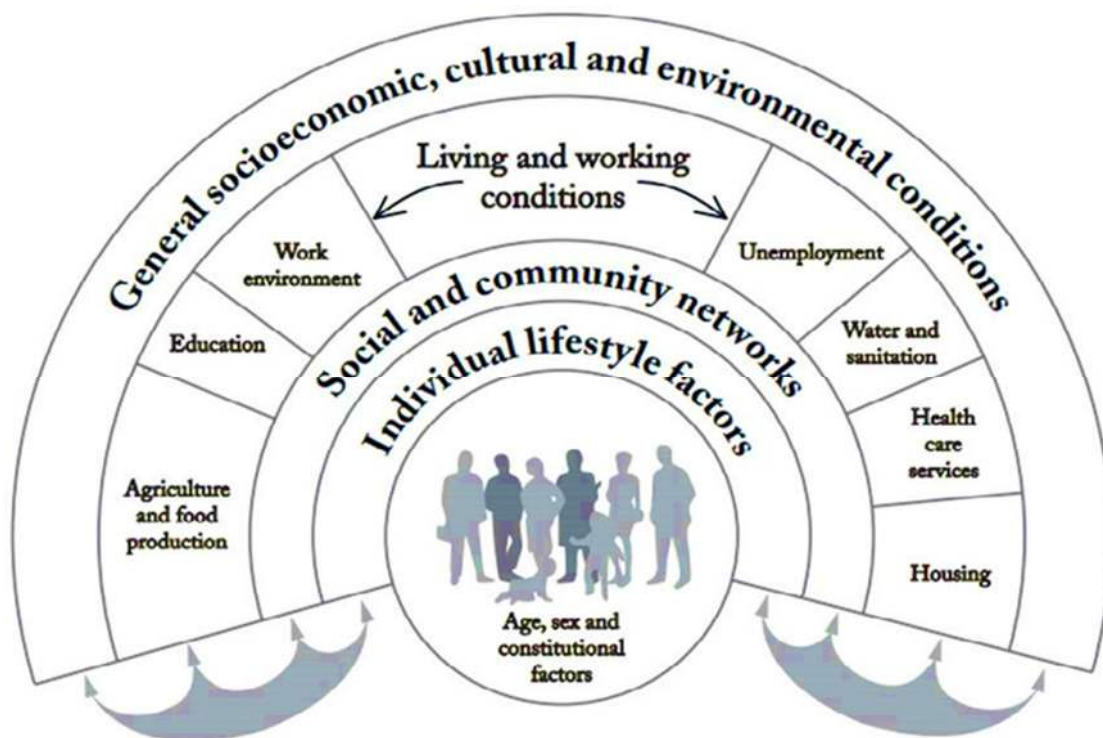 General socioeconomic, cultural and environmental conditions
Living and working
conditions
Work
environment
Unemployment
Education
Water and
sanitation
Agriculture
and food
production
Health
care
services
Housing
Social and community networks
Individual lifestyle factors
Age, sex and
constitutional
factors